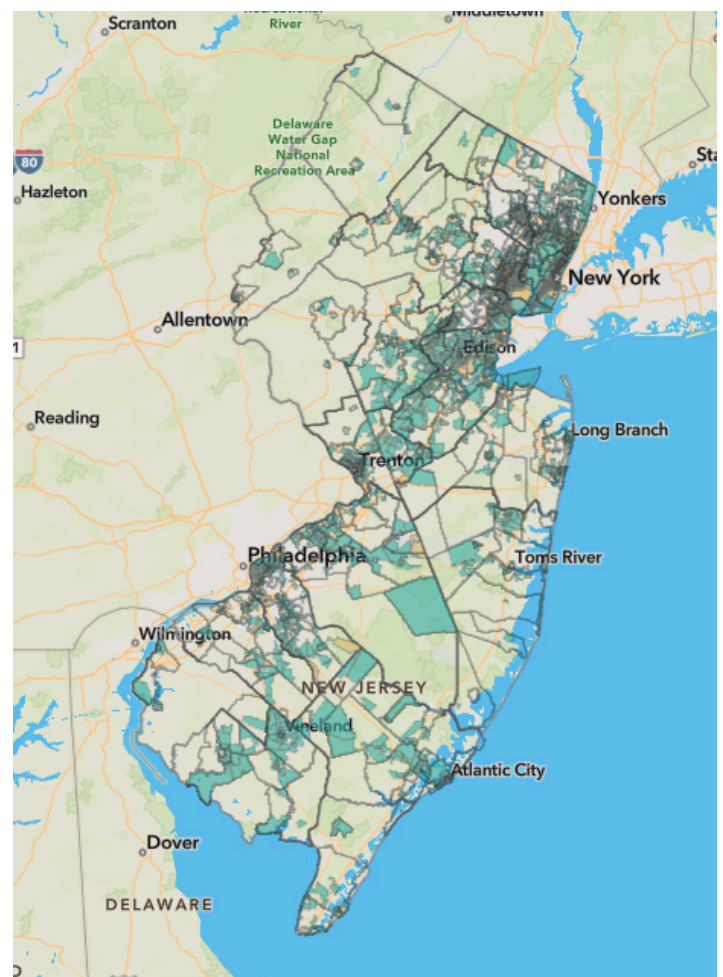 Scranton
River
Delaware
Water Gap
National
Recreation Area
80
Hazleton
Yonkers
New York
Allentown
1
Edison
Reading
Long Branch
Trenton
Philadelphia
Toms River
Wilmington
NEW JERSEY
Vineland
Atlantic City
Dover
DELAWARE